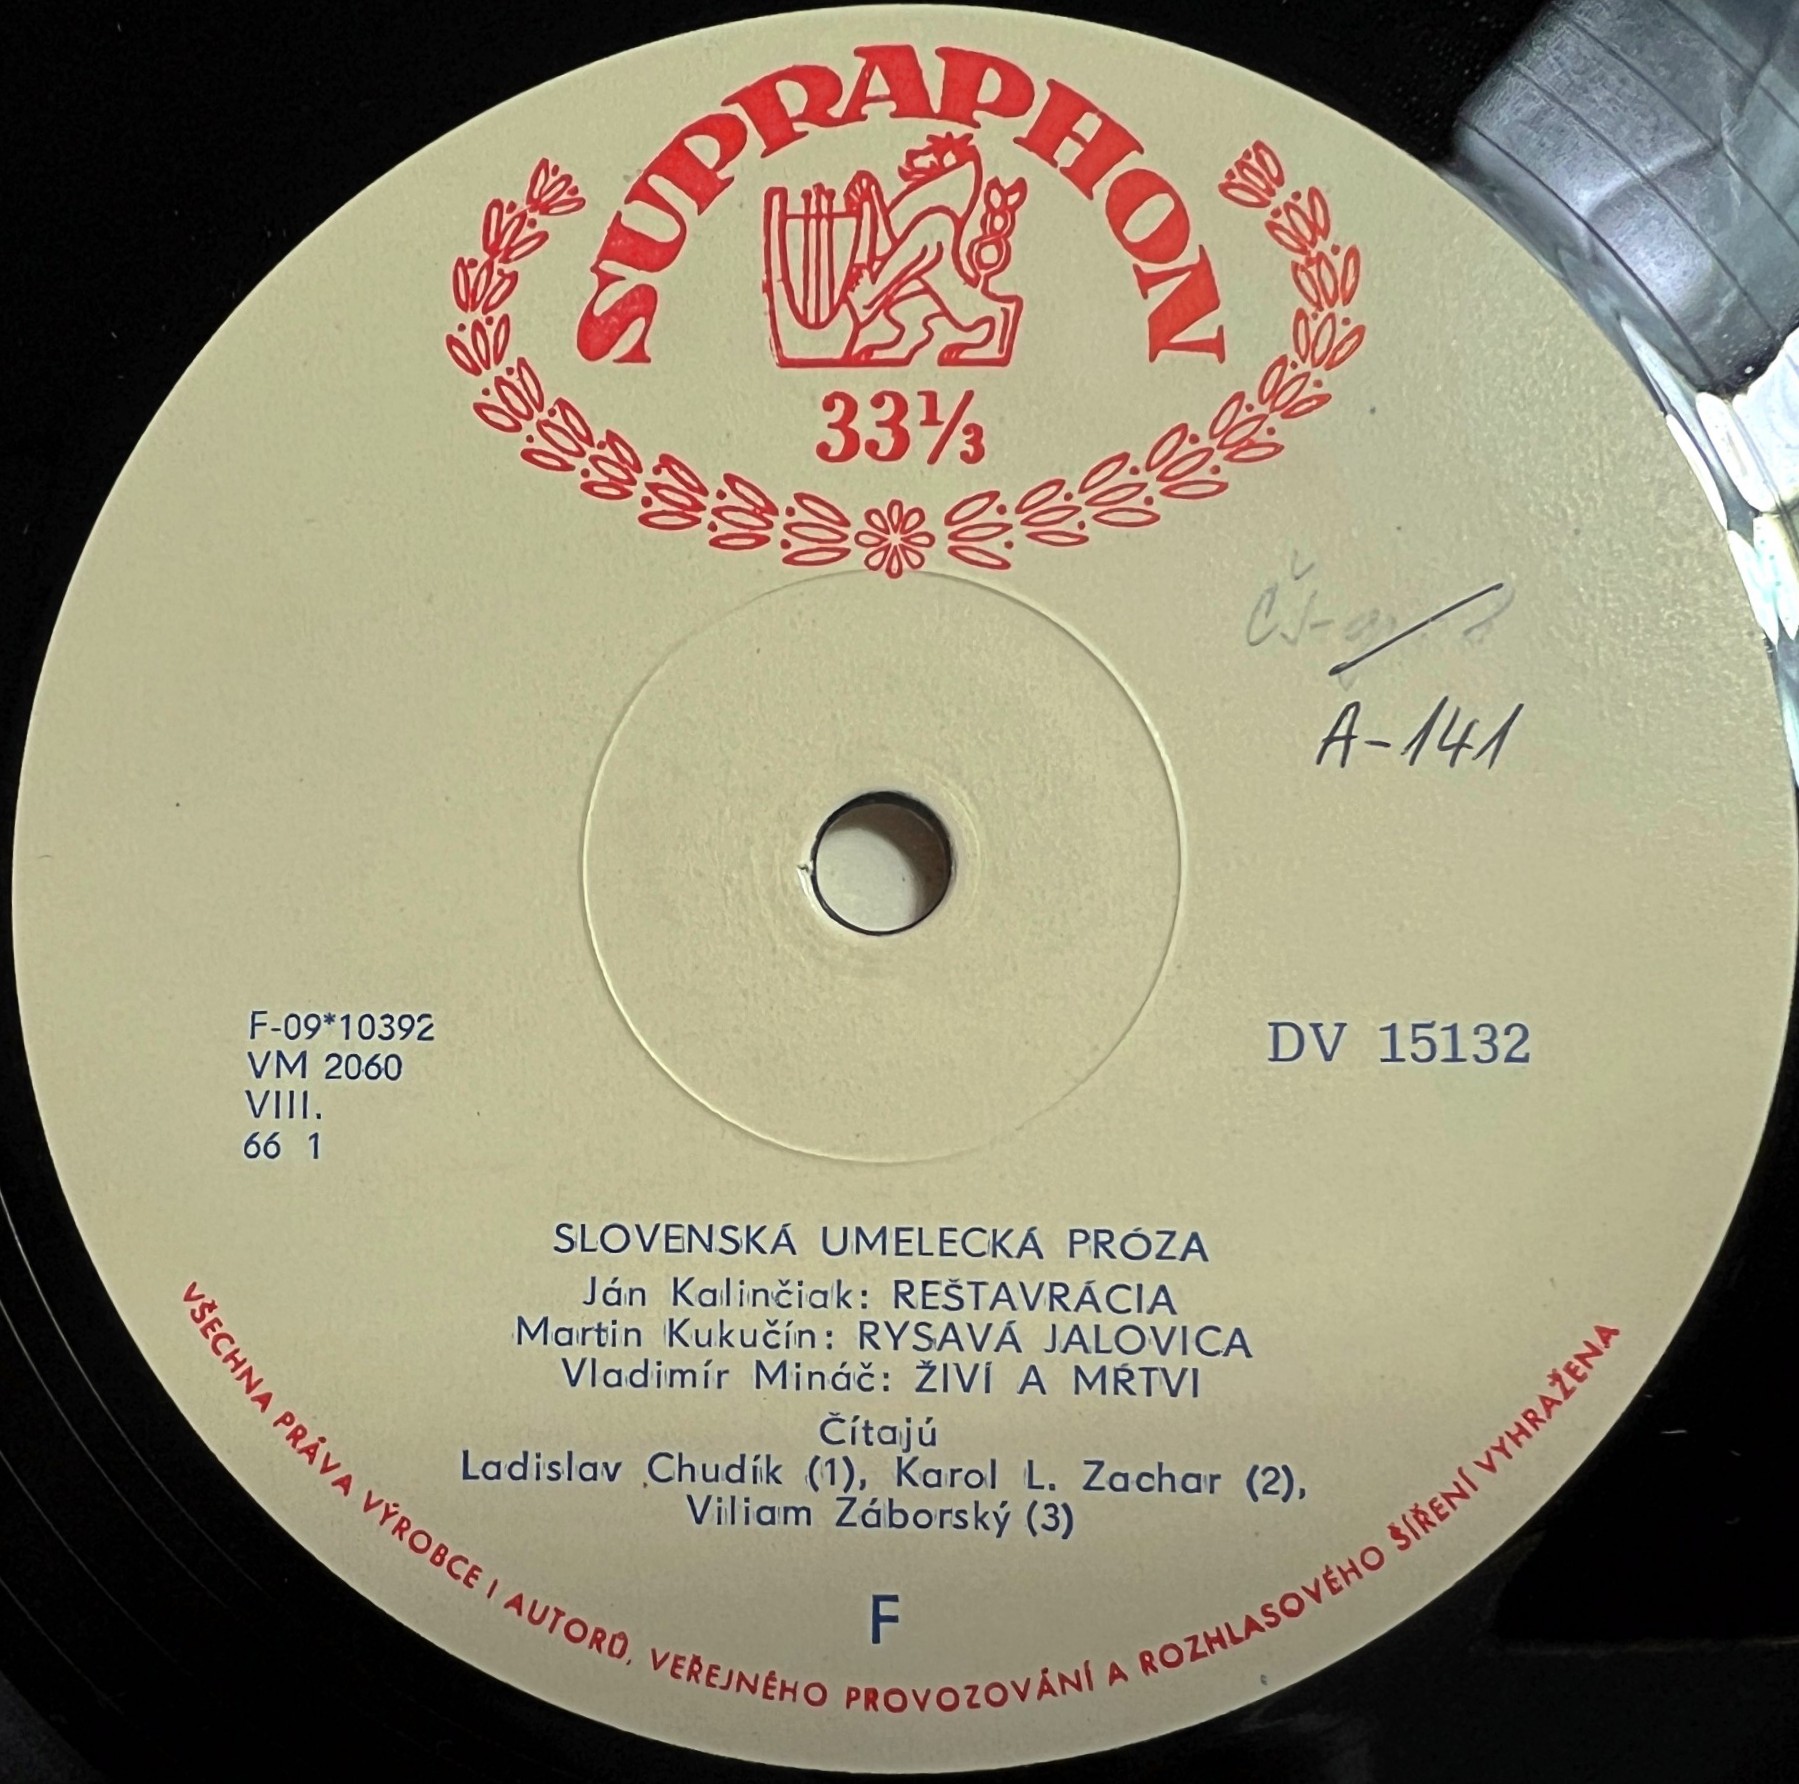 SUPRAPHON
33⅓
A-141
F-09*10392
VM 2060
VIII.
66 1
DV 15132
SLOVENSKÁ UMELECKÁ PRÓZA
Ján Kalinčiak: REŠTAVRÁCIA
Martin Kukučín: RYSAVÁ JALOVICA
Vladimír Mináč: ŽIVÍ A MŔTVI
Čítajú
Ladislav Chudík (1), Karol L. Zachar (2),
Viliam Záborský (3)
F
VŠECHNA PRÁVA VÝROBCE I AUTORŮ, VEŘEJNÉHO PROVOZOVÁNÍ A ROZHLASOVÉHO ŠÍŘENÍ VYHRAŽENA